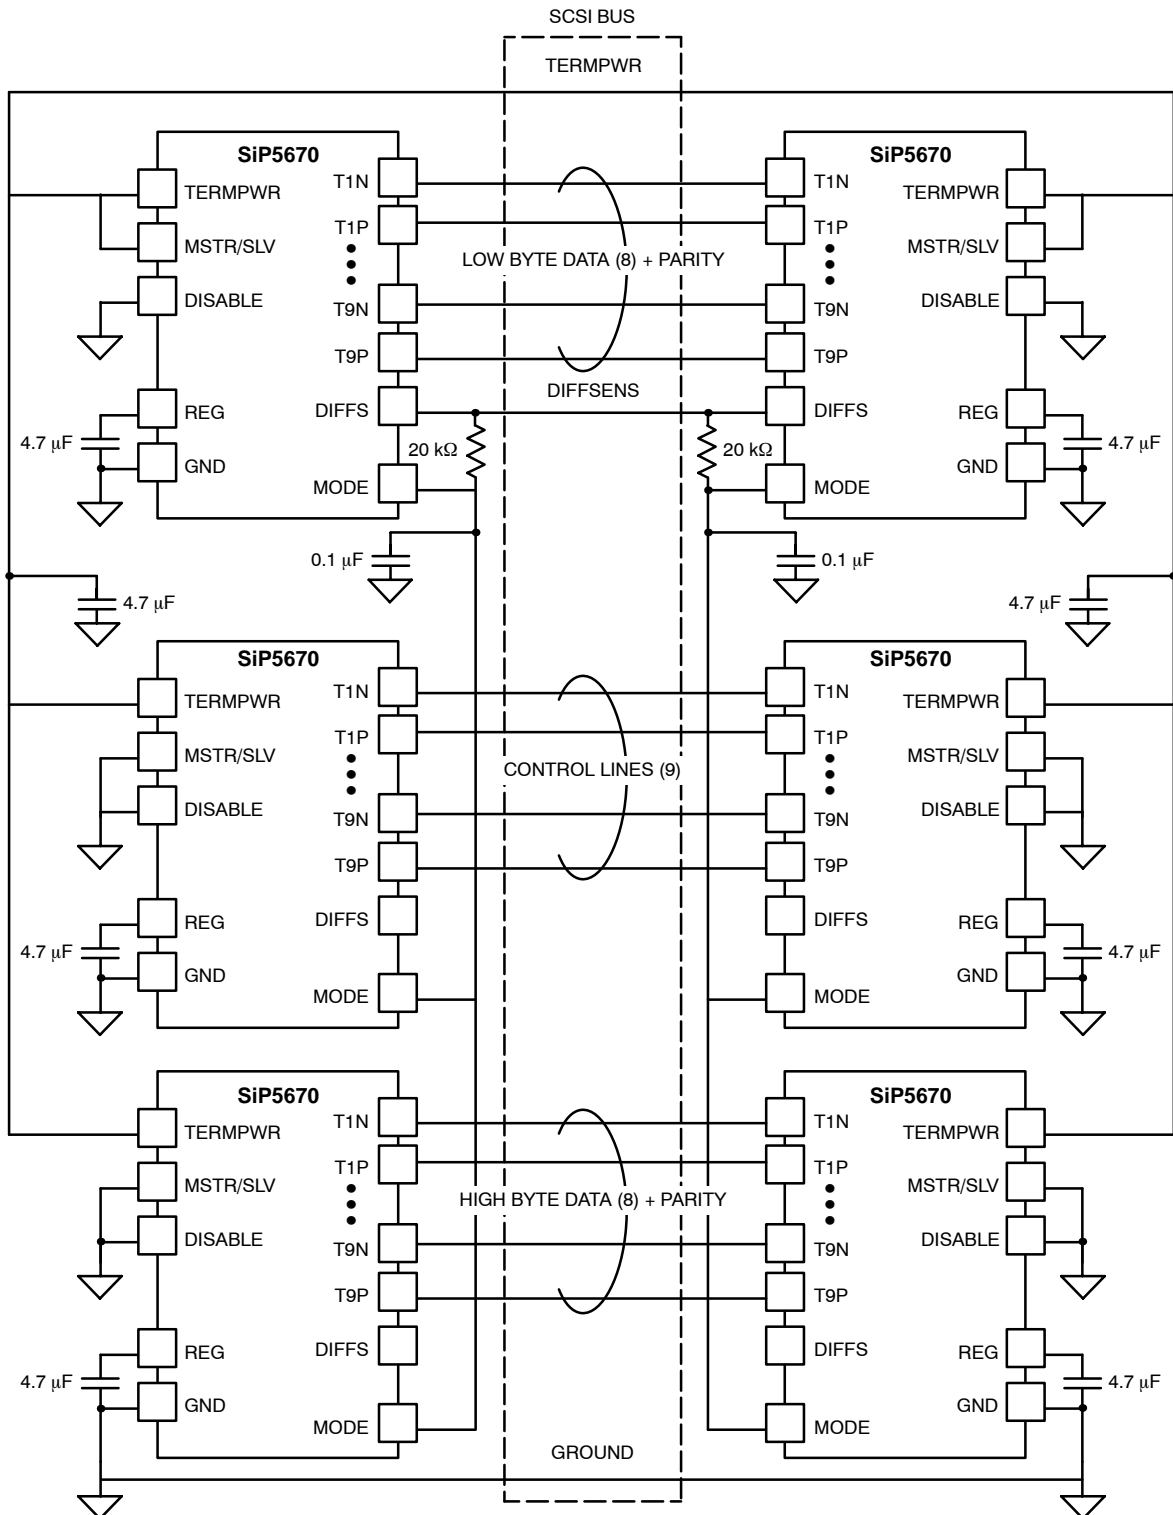 SCSI BUS
TERMPWR
SiP5670
TERMPWR
MSTR/SLV
DISABLE
REG
GND
T1N
T1P
T9N
T9P
DIFFS
MODE
4.7 μF
LOW BYTE DATA (8) + PARITY
DIFFSENS
20 kΩ
20 kΩ
SiP5670
T1N
T1P
T9N
T9P
DIFFS
MODE
TERMPWR
MSTR/SLV
DISABLE
REG
GND
4.7 μF
0.1 μF
0.1 μF
4.7 μF
4.7 μF
SiP5670
TERMPWR
MSTR/SLV
DISABLE
REG
GND
T1N
T1P
T9N
T9P
DIFFS
MODE
4.7 μF
CONTROL LINES (9)
SiP5670
T1N
T1P
T9N
T9P
DIFFS
MODE
TERMPWR
MSTR/SLV
DISABLE
REG
GND
4.7 μF
SiP5670
TERMPWR
MSTR/SLV
DISABLE
REG
GND
T1N
T1P
T9N
T9P
DIFFS
MODE
4.7 μF
HIGH BYTE DATA (8) + PARITY
SiP5670
T1N
T1P
T9N
T9P
DIFFS
MODE
TERMPWR
MSTR/SLV
DISABLE
REG
GND
4.7 μF
GROUND